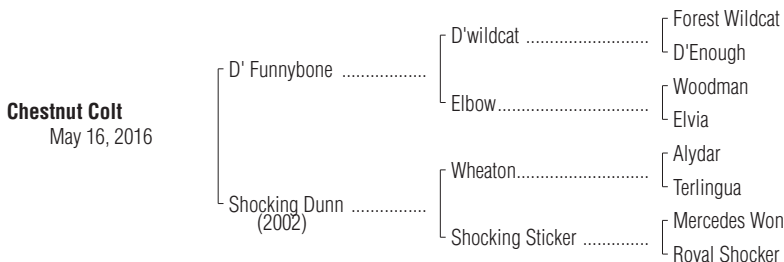 Forest Wildcat
D'wildcat ..............................
D'Enough
D' Funnybone .....................
Woodman
Elbow.....................................
Elvia
Chestnut Colt
May 16, 2016
Alydar
Wheaton.................................
Terlingua
Shocking Dunn ...................
(2002)
Mercedes Won
Shocking Sticker ................
Royal Shocker